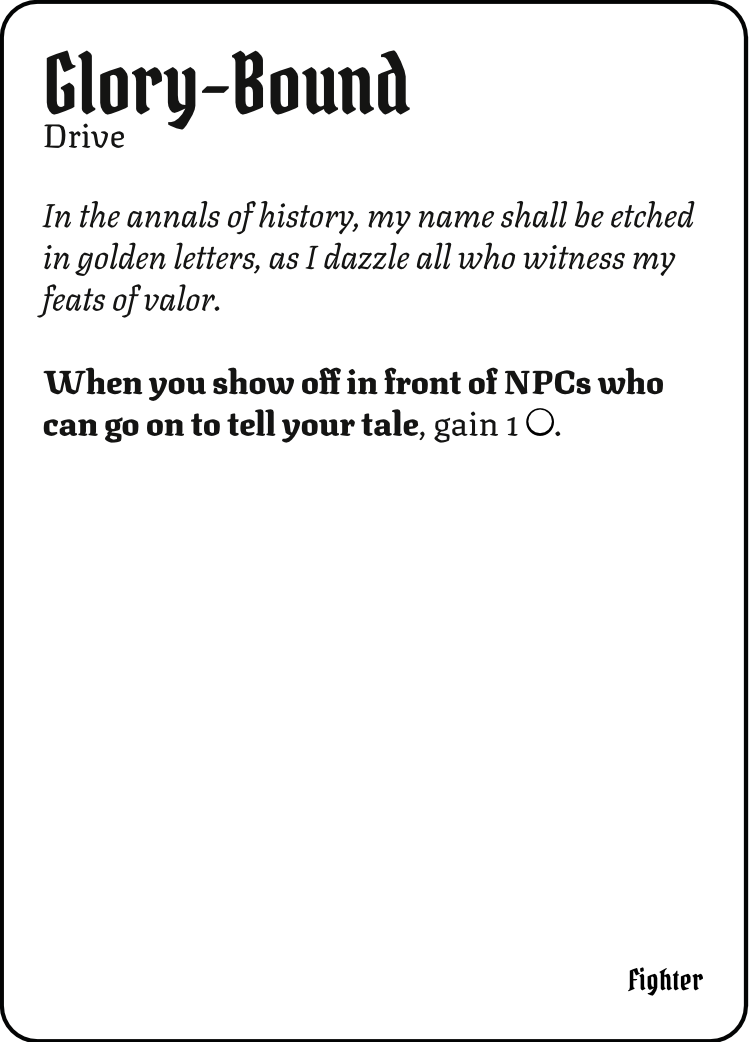 Glory-Bound
Drive
In the annals of history, my name shall be etched
in golden letters, as I dazzle all who witness my
feats of valor.
When you show off in front of NPCs who
can go on to tell your tale, gain 1 ○.
Fighter